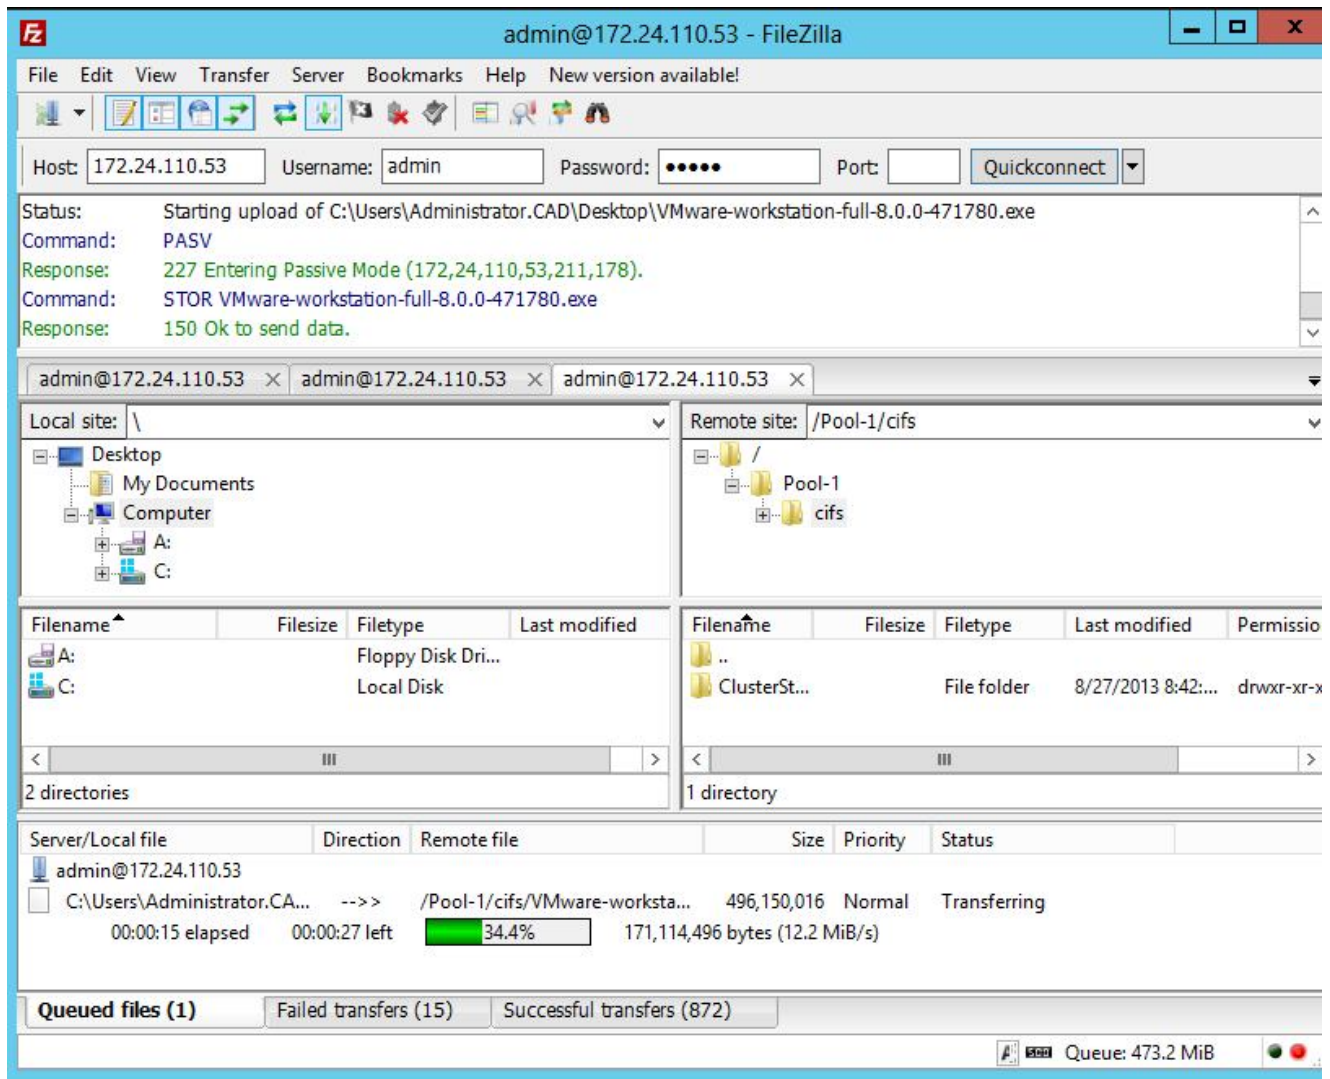 admin@172.24.110.53 - FileZilla
File Edit View Transfer Server Bookmarks Help New version available!
Host: 172.24.110.53 Username: admin Password: ●●●●● Port: Quickconnect
Status: Starting upload of C:\Users\Administrator.CAD\Desktop\VMware-workstation-full-8.0.0-471780.exe
Command: PASV
Response: 227 Entering Passive Mode (172,24,110,53,211,178).
Command: STOR VMware-workstation-full-8.0.0-471780.exe
Response: 150 Ok to send data.
admin@172.24.110.53 admin@172.24.110.53 admin@172.24.110.53
Local site: \
Desktop
My Documents
Computer
A:
C:
Remote site: /Pool-1/cifs
/
Pool-1
cifs
Filename Filesize Filetype Last modified
A: Floppy Disk Dri...
C: Local Disk
2 directories
Filename Filesize Filetype Last modified Permissio
..
ClusterSt... File folder 8/27/2013 8:42:... drwxr-xr-x
1 directory
Server/Local file Direction Remote file Size Priority Status
admin@172.24.110.53
C:\Users\Administrator.CA... -->> /Pool-1/cifs/VMware-worksta... 496,150,016 Normal Transferring
00:00:15 elapsed 00:00:27 left 34.4% 171,114,496 bytes (12.2 MiB/s)
Queued files (1) Failed transfers (15) Successful transfers (872)
Queue: 473.2 MiB